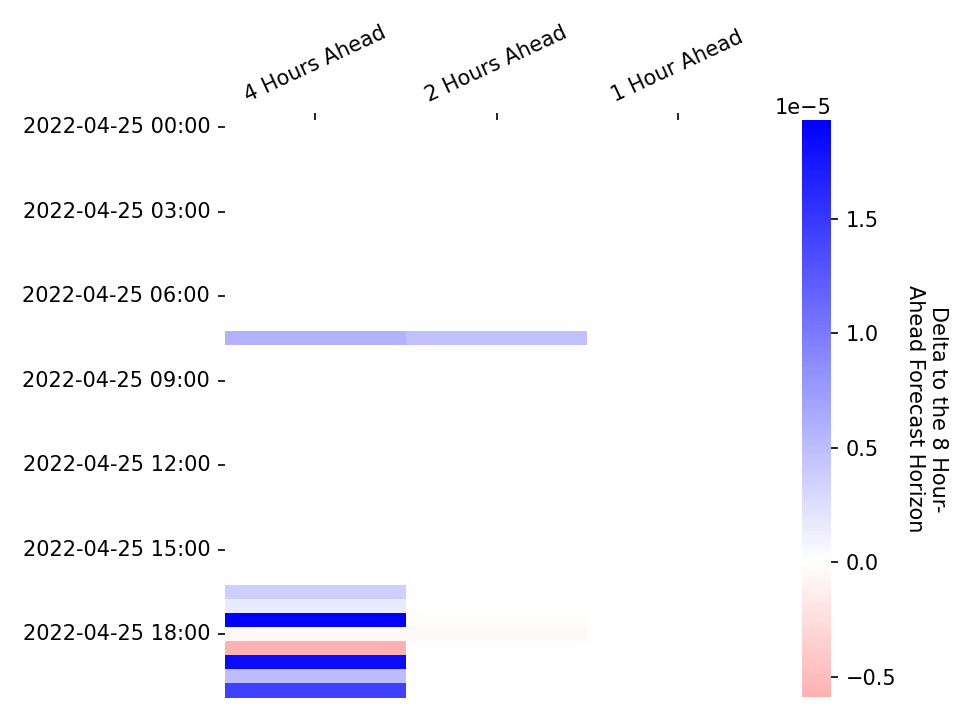 4 Hours Ahead
2 Hours Ahead
1 Hour Ahead
1e−5
2022-04-25 00:00
2022-04-25 03:00
2022-04-25 06:00
2022-04-25 09:00
2022-04-25 12:00
2022-04-25 15:00
2022-04-25 18:00
1.5
1.0
0.5
0.0
−0.5
Delta to the 8 Hour-
Ahead Forecast Horizon